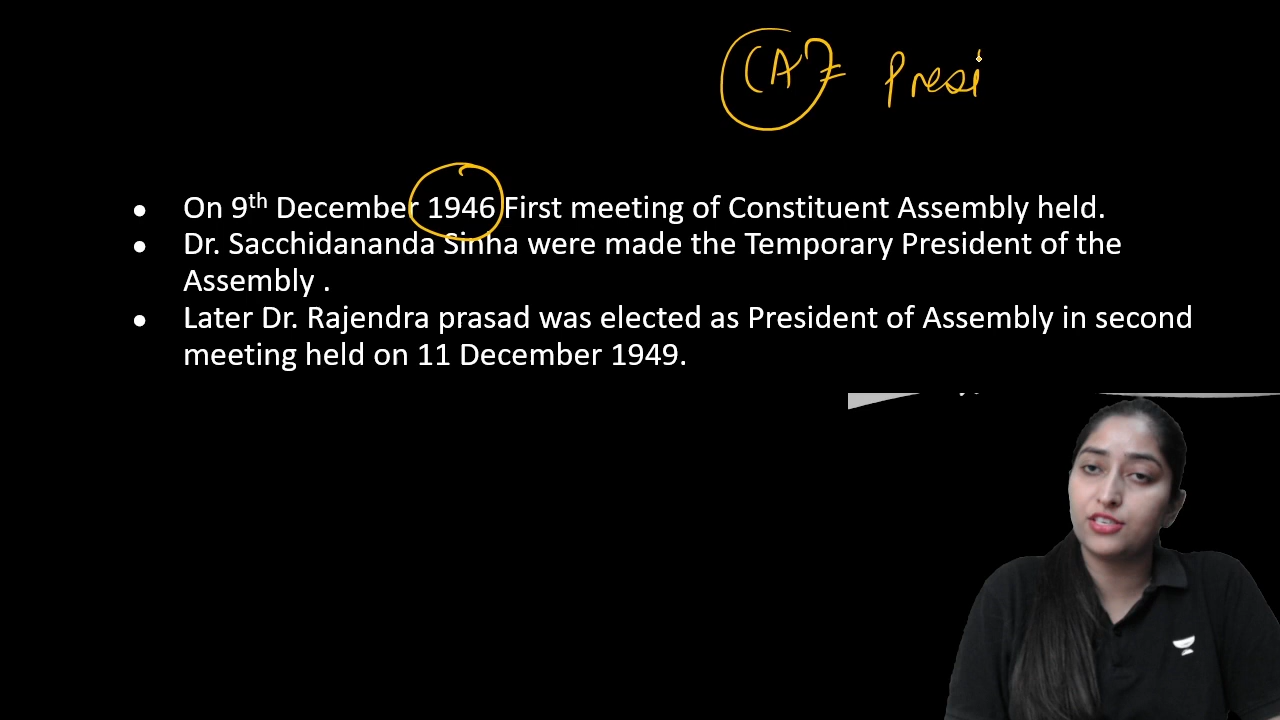 (A) = Presi
• On 9th December 1946 First meeting of Constituent Assembly held.
• Dr. Sacchidananda Sinha were made the Temporary President of the
Assembly .
• Later Dr. Rajendra prasad was elected as President of Assembly in second
meeting held on 11 December 1949.